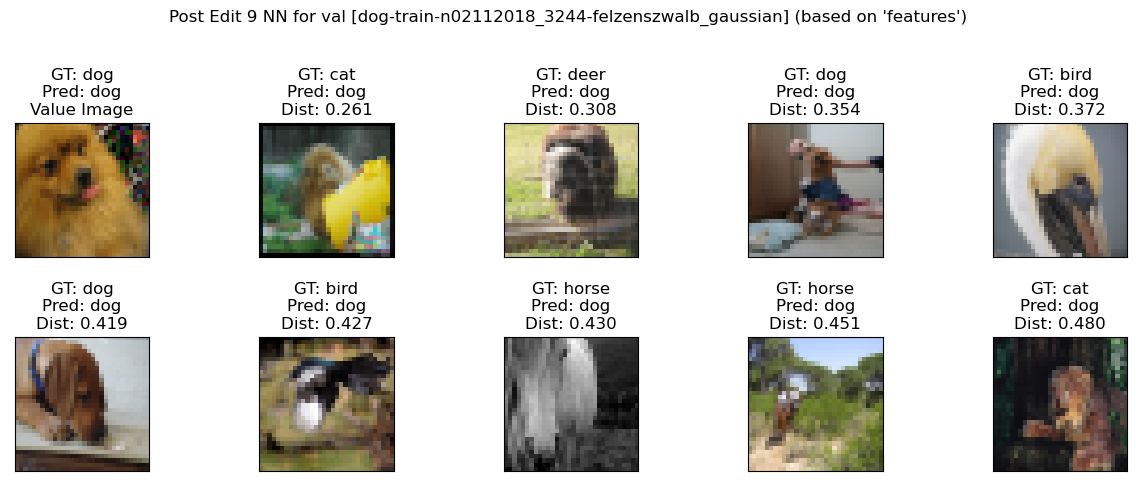 Post Edit 9 NN for val [dog-train-n02112018_3244-felzenszwalb_gaussian] (based on 'features')
GT: dog
Pred: dog
Value Image
GT: cat
Pred: dog
Dist: 0.261
GT: deer
Pred: dog
Dist: 0.308
GT: dog
Pred: dog
Dist: 0.354
GT: bird
Pred: dog
Dist: 0.372
GT: dog
Pred: dog
Dist: 0.419
GT: bird
Pred: dog
Dist: 0.427
GT: horse
Pred: dog
Dist: 0.430
GT: horse
Pred: dog
Dist: 0.451
GT: cat
Pred: dog
Dist: 0.480